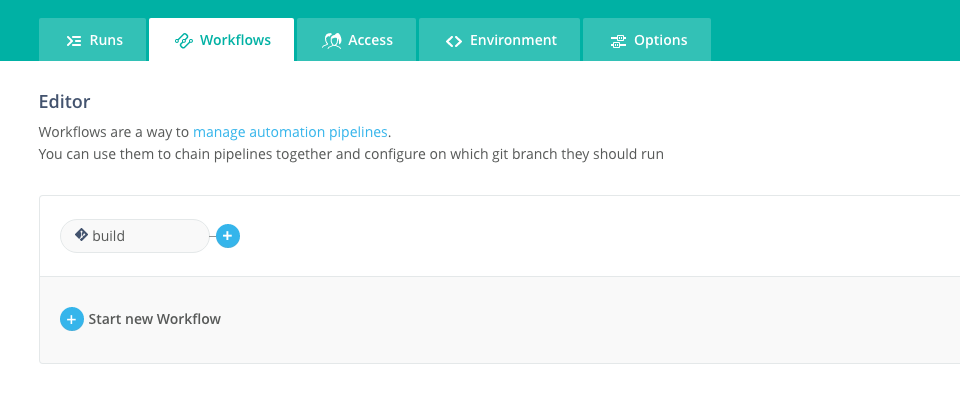 Runs Workflows Access Environment Options
Editor
Workflows are a way to manage automation pipelines.
You can use them to chain pipelines together and configure on which git branch they should run
build
Start new Workflow